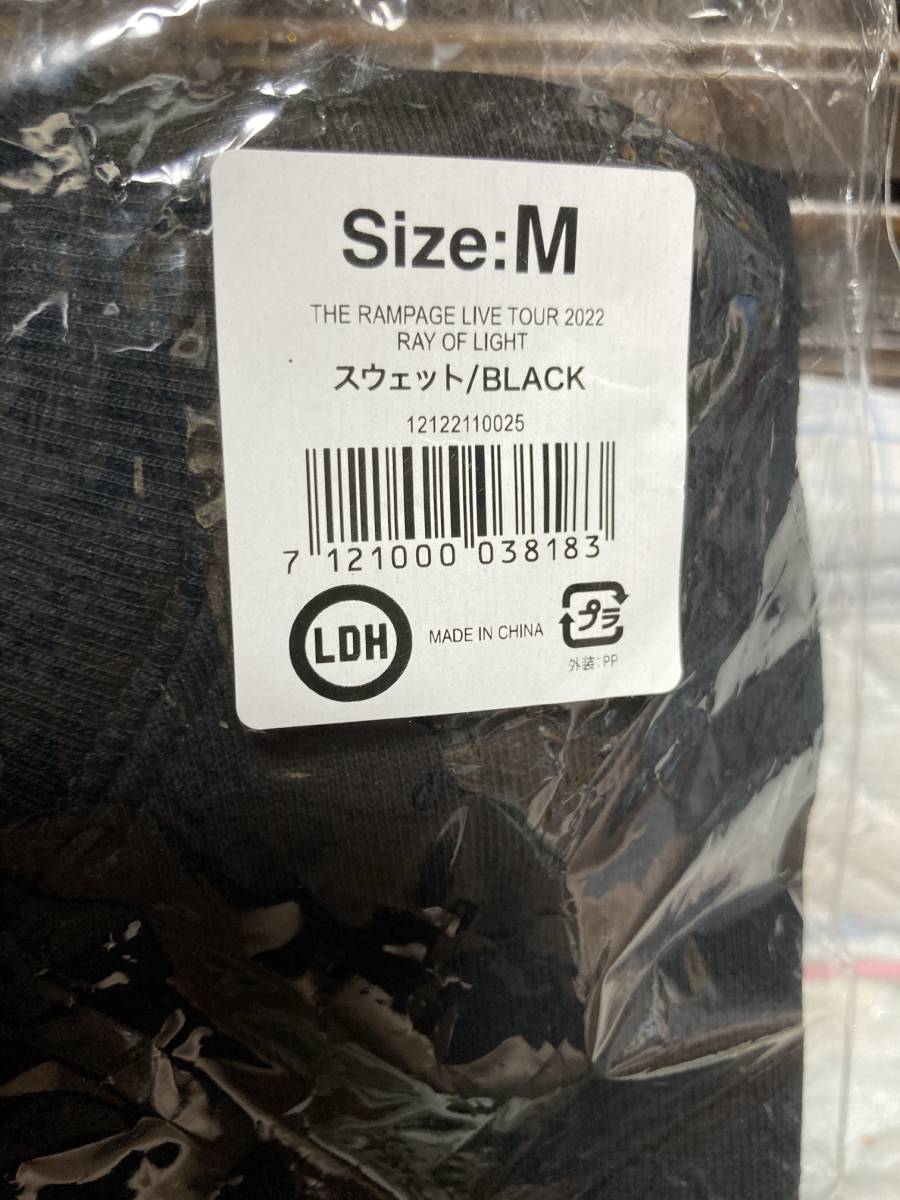 Size:M
THE RAMPAGE LIVE TOUR 2022
RAY OF LIGHT
スウェット/BLACK
12122110025
7 121000 038183
LDH
MADE IN CHINA
プラ
外装:PP